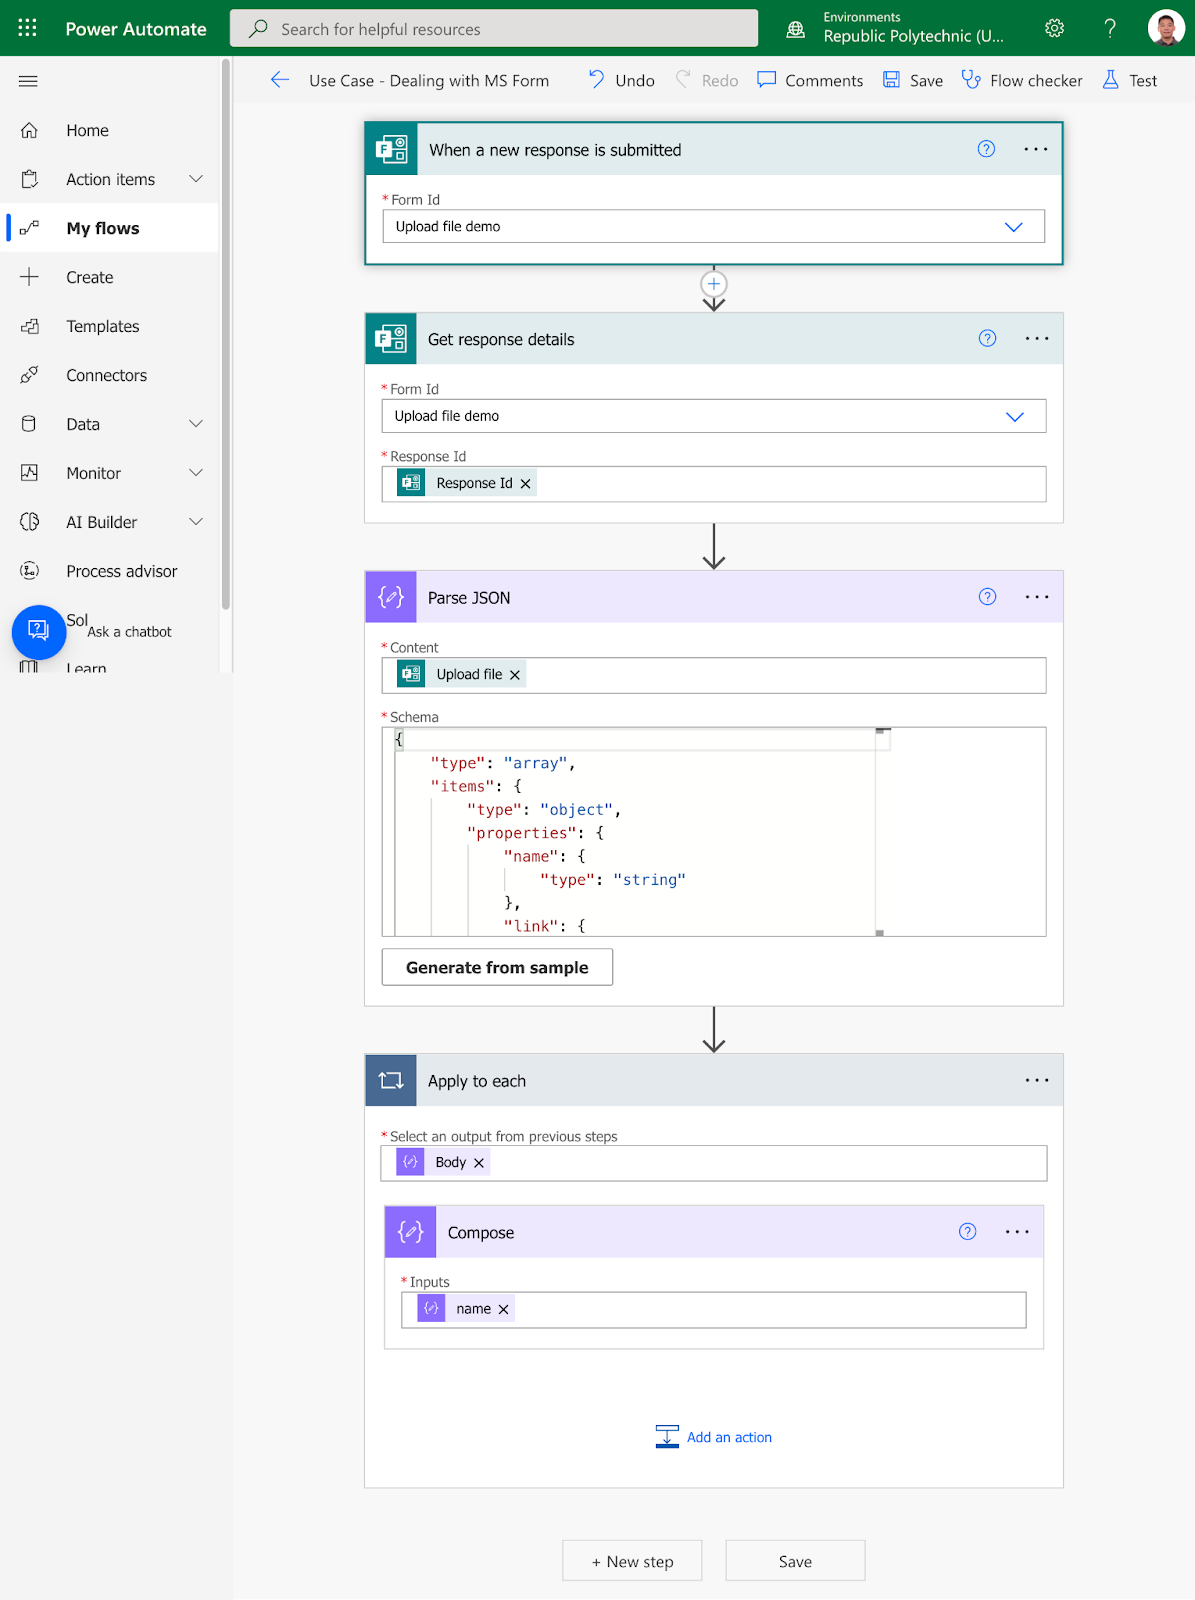 Power Automate
Search for helpful resources
Environments
Republic Polytechnic (U...
?
Use Case - Dealing with MS Form
Undo
Redo
Comments
Save
Flow checker
Test
Home
Action items
My flows
Create
Templates
Connectors
Data
Monitor
AI Builder
Process advisor
Sol
Ask a chatbot
Learn
When a new response is submitted
* Form Id
Upload file demo
Get response details
* Form Id
Upload file demo
* Response Id
Response Id
Parse JSON
* Content
Upload file
* Schema
{
"type": "array",
"items": {
"type": "object",
"properties": {
"name": {
"type": "string"
},
"link": {
Generate from sample
Apply to each
* Select an output from previous steps
Body
Compose
* Inputs
name
Add an action
+ New step
Save